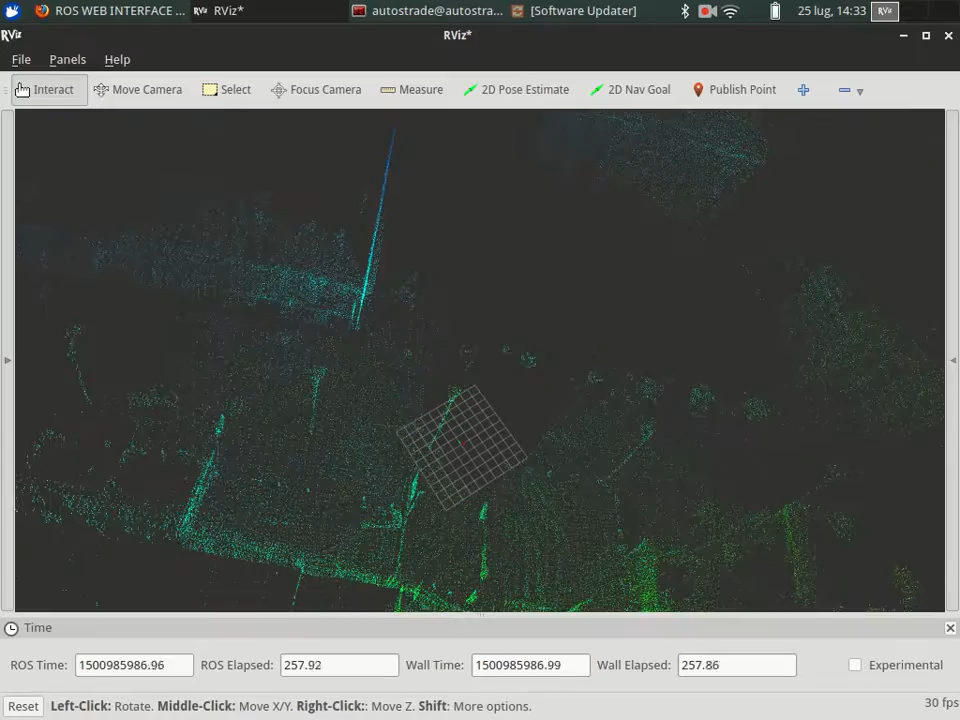 ROS WEB INTERFACE ... RViz* autostrade@autostra... [Software Updater] 25 lug, 14:33 RViz
RViz RViz*
File Panels Help
Interact Move Camera Select Focus Camera Measure 2D Pose Estimate 2D Nav Goal Publish Point
Time
ROS Time: 1500985986.96 ROS Elapsed: 257.92 Wall Time: 1500985986.99 Wall Elapsed: 257.86 Experimental
Reset Left-Click: Rotate. Middle-Click: Move X/Y. Right-Click:: Move Z. Shift: More options. 30 fps